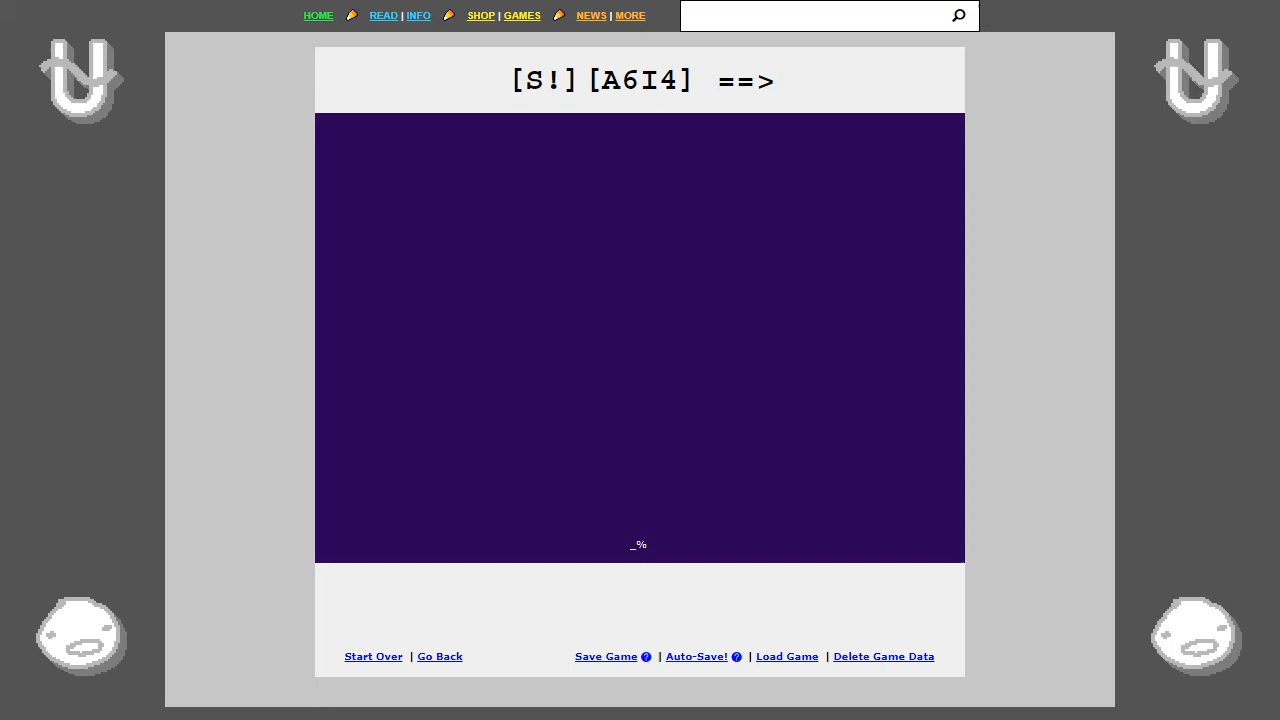 HOME READ | INFO SHOP | GAMES NEWS | MORE
[S!][A6I4] ==>
_%
Start Over | Go Back Save Game ? | Auto-Save! ? | Load Game | Delete Game Data